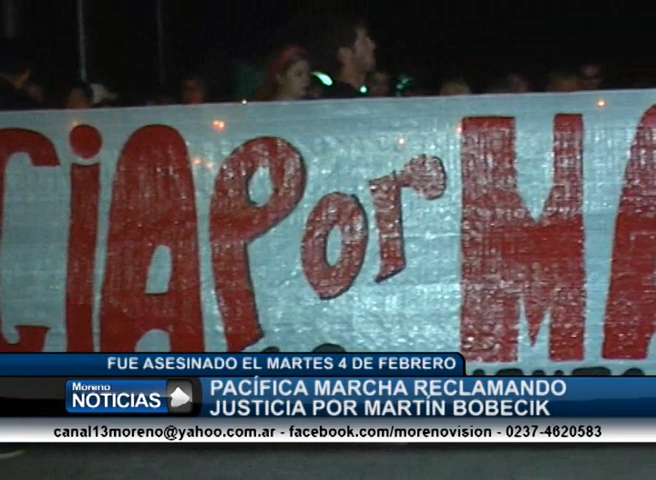 CIA POR MA
FUE ASESINADO EL MARTES 4 DE FEBRERO
Moreno
NOTICIAS
PACÍFICA MARCHA RECLAMANDO
JUSTICIA POR MARTÍN BOBECIK
canal13moreno@yahoo.com.ar - facebook.com/morenovision - 0237-4620583